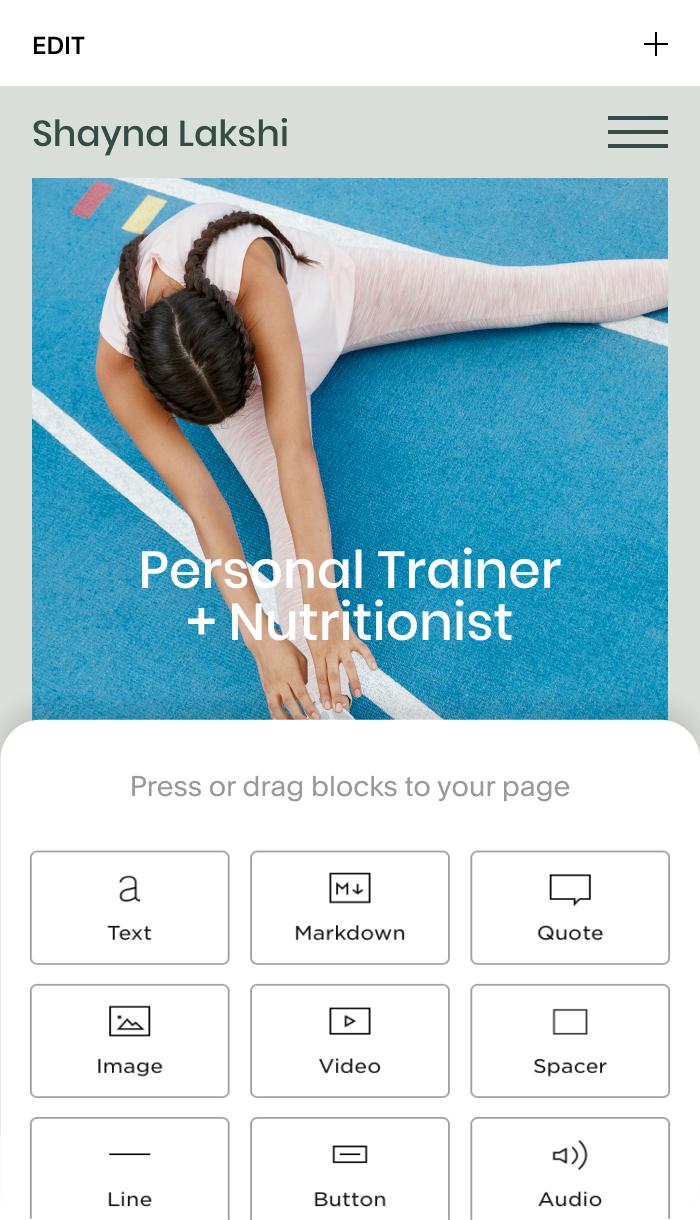 EDIT
Shayna Lakshi
Personal Trainer
+ Nutritionist
Press or drag blocks to your page
a
Text
M↓
Markdown
Quote
Image
Video
Spacer
Line
Button
Audio